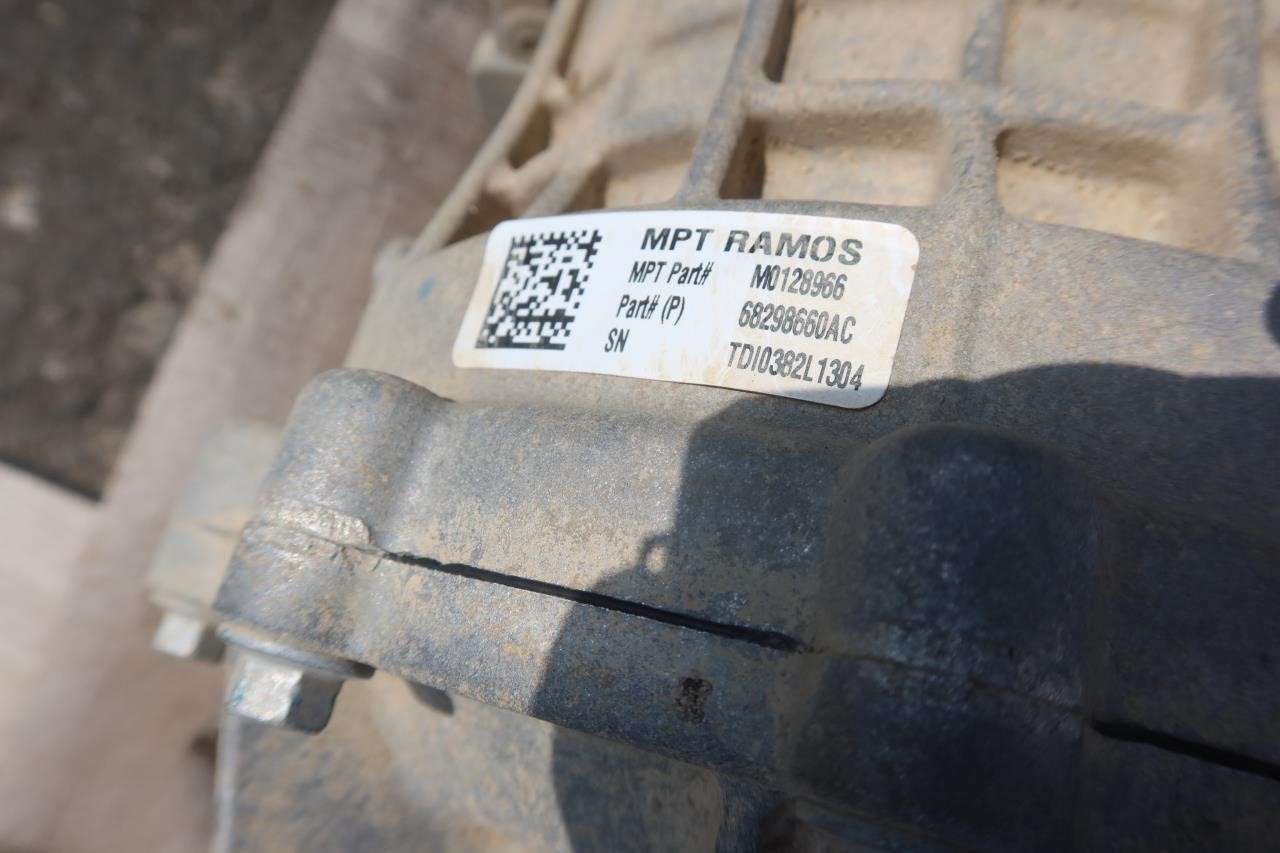 MPT RAMOS
MPT Part# M0128966
Part# (P) 68298660AC
SN TDI0382L1304